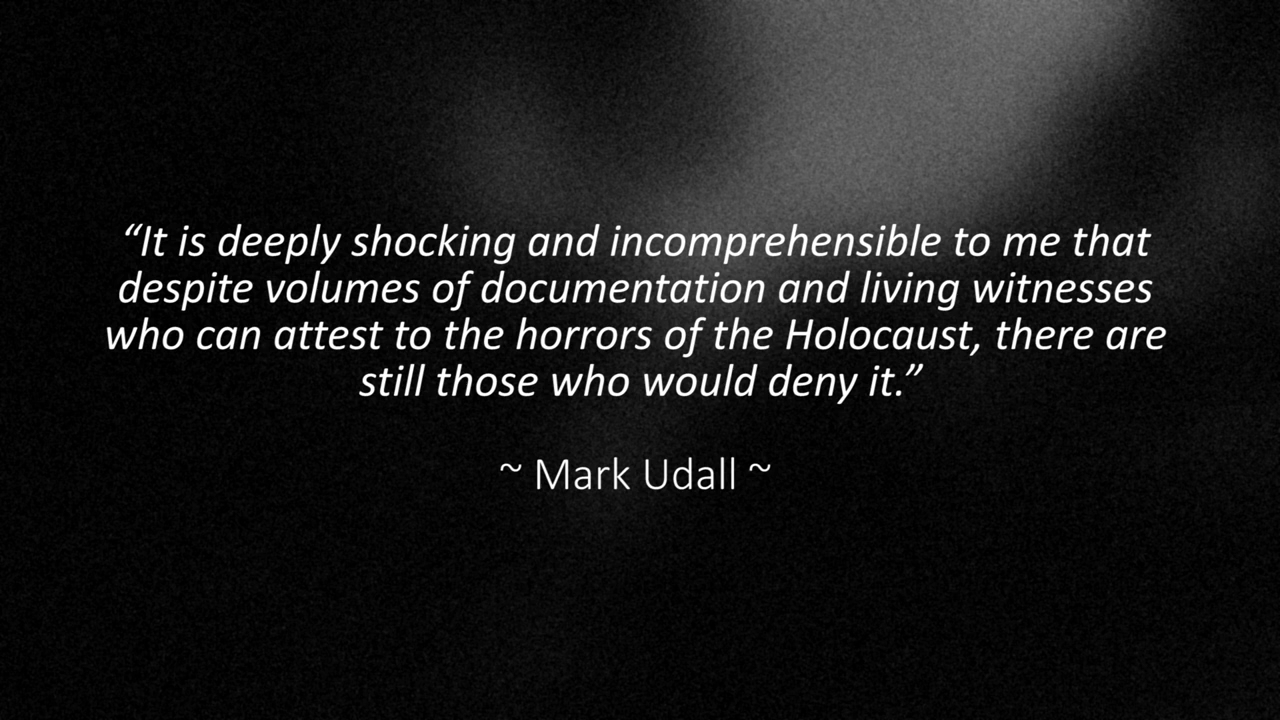 “It is deeply shocking and incomprehensible to me that
despite volumes of documentation and living witnesses
who can attest to the horrors of the Holocaust, there are
still those who would deny it.”
~ Mark Udall ~